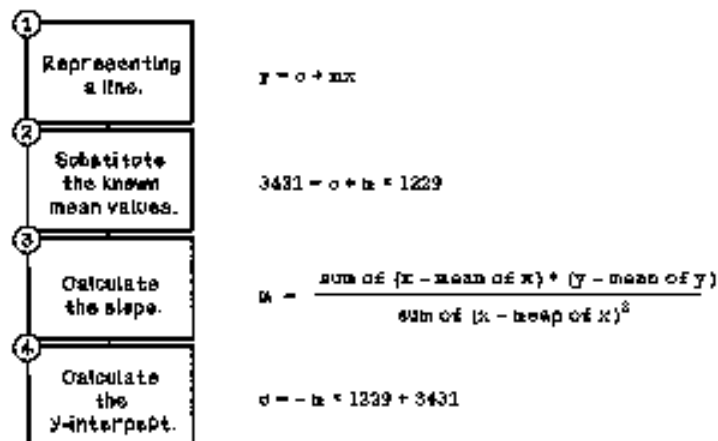 1
Representing
a line.
y = c + mx
2
Substitute
the known
mean values.
3431 = c + m * 1229
3
Calculate
the slope.
m = sum of (x - mean of x) * (y - mean of y)
sum of (x - mean of x)²
4
Calculate
the
y-intercept.
c = - m * 1229 + 3431